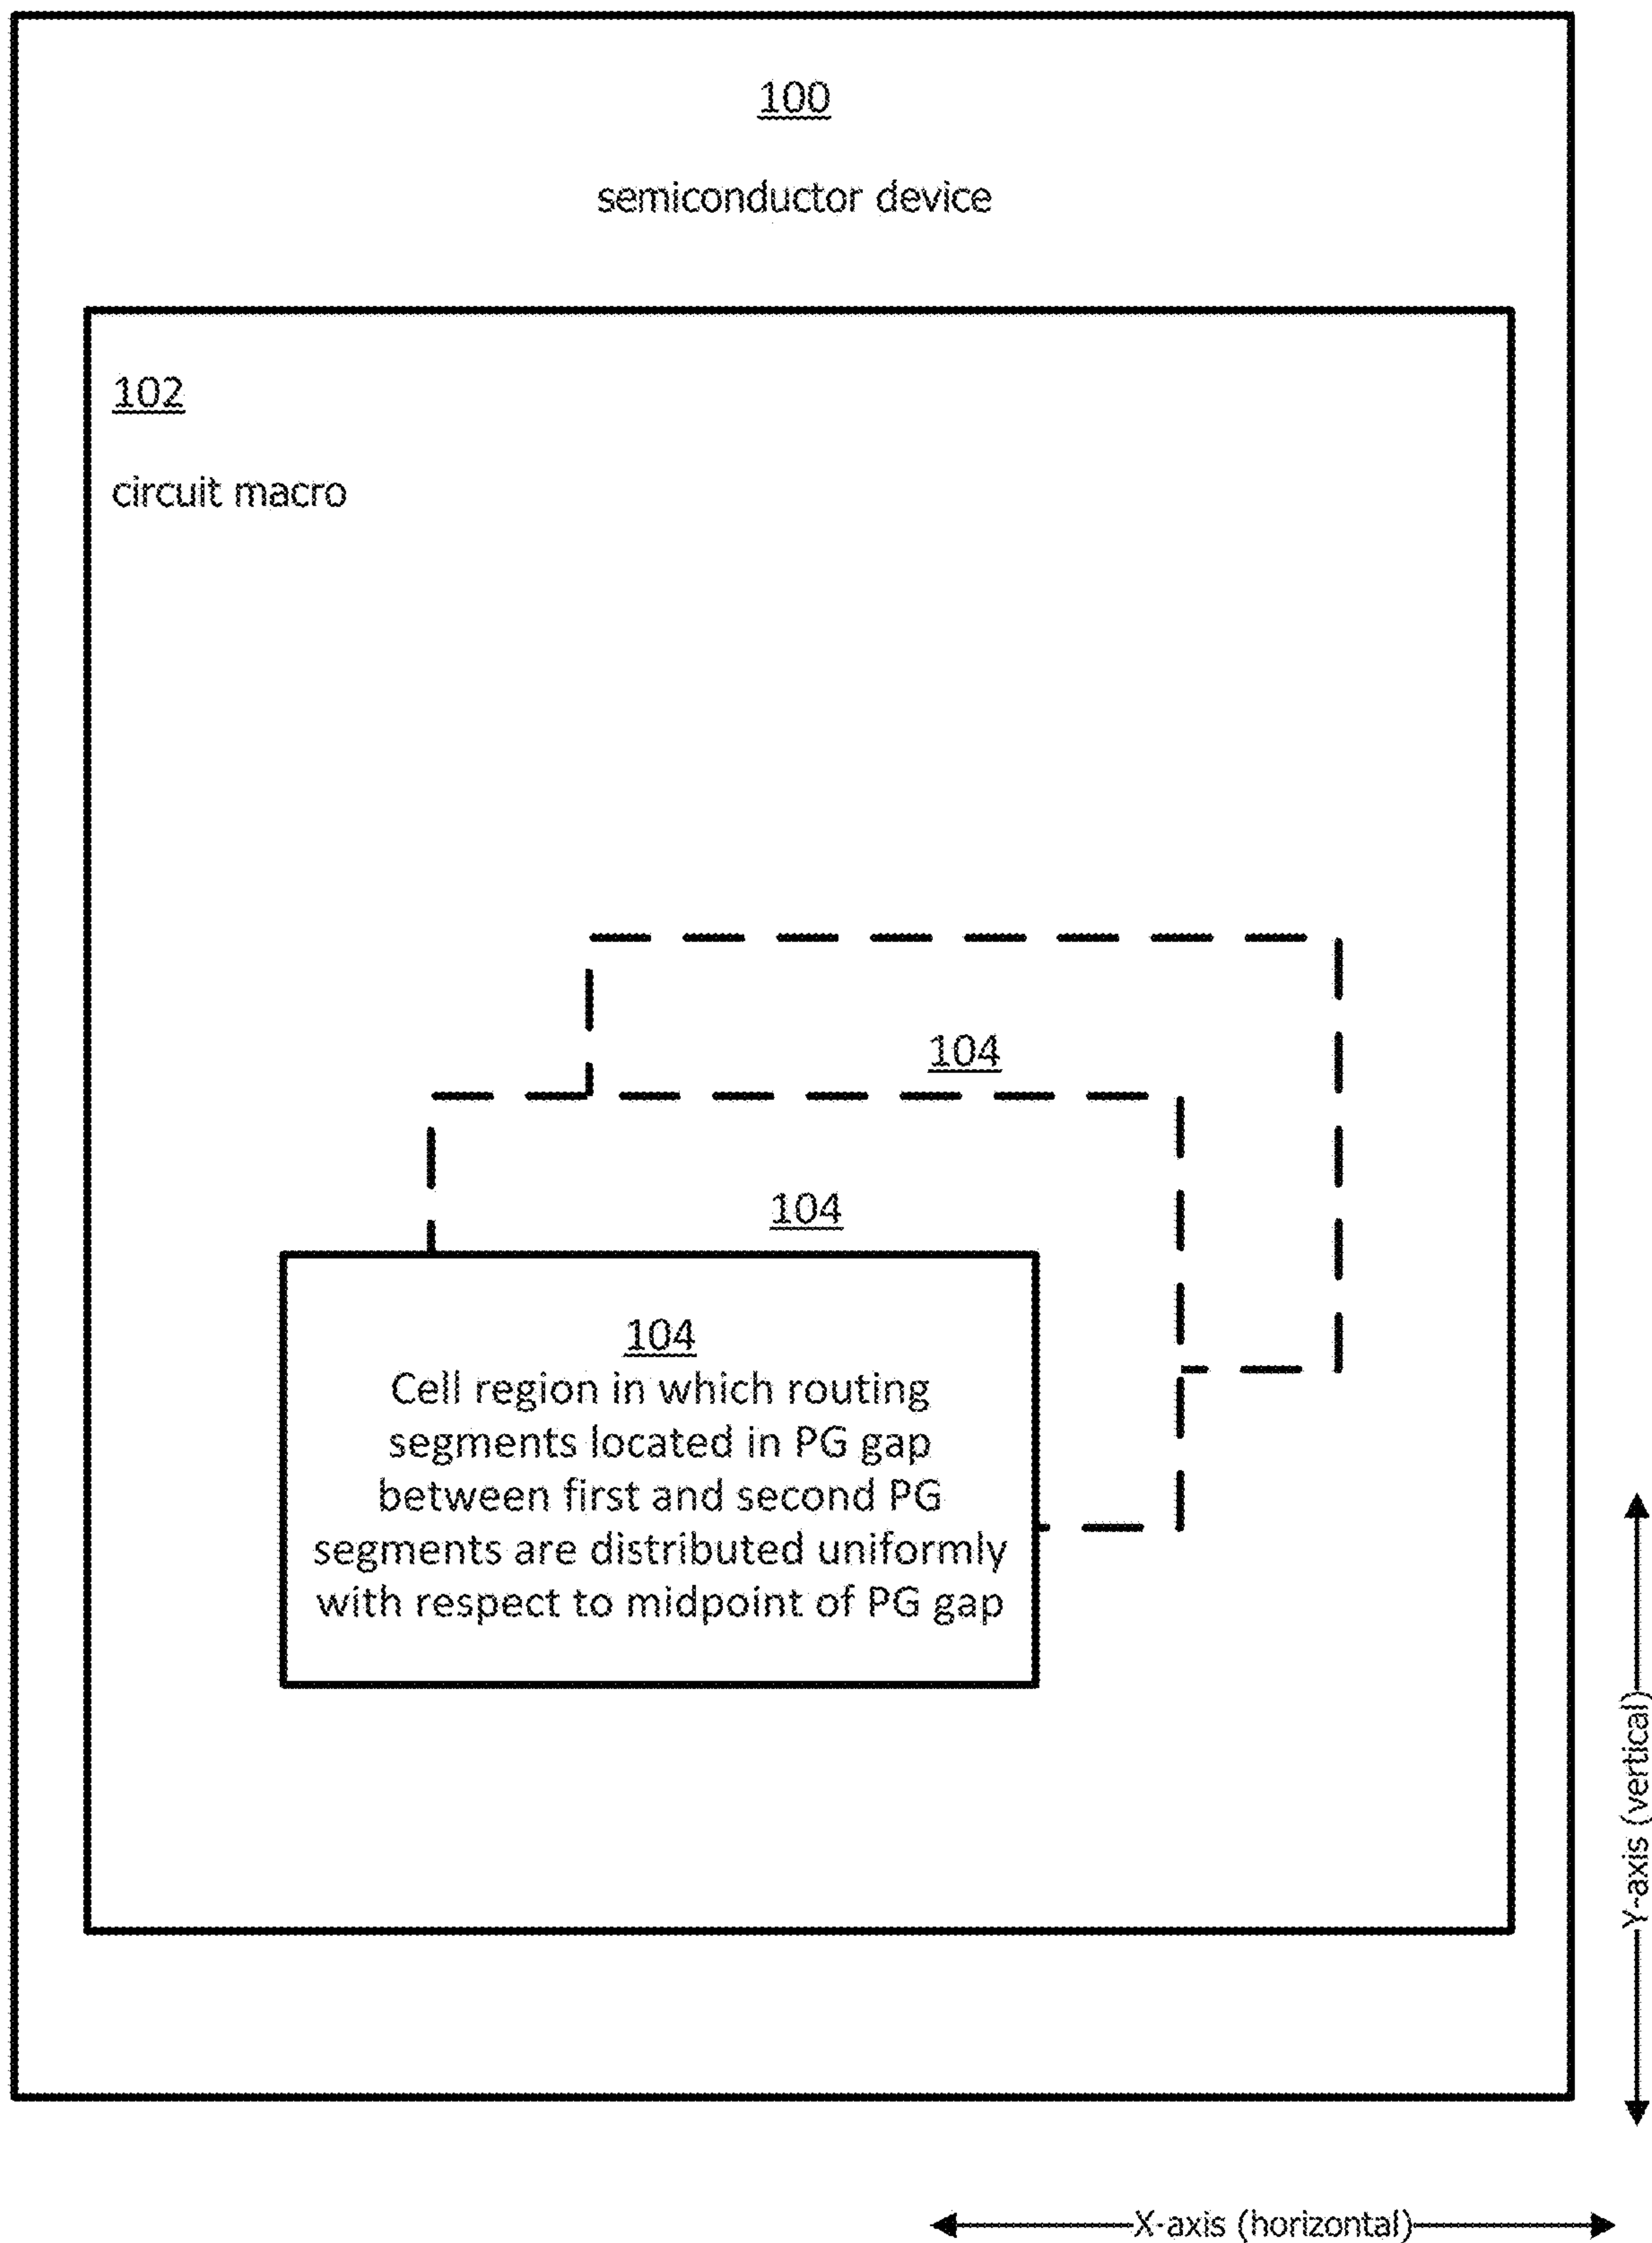 100
semiconductor device
102
circuit macro
104
104
104
Cell region in which routing
segments located in PG gap
between first and second PG
segments are distributed uniformly
with respect to midpoint of PG gap
Y-axis (vertical)
X-axis (horizontal)